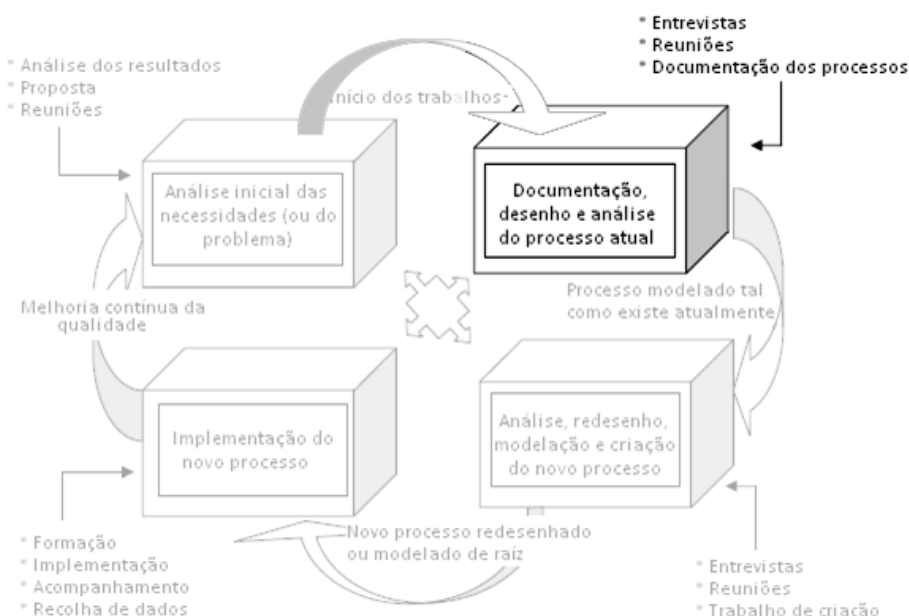 * Entrevistas
* Reuniões
* Documentação dos processos
* Análise dos resultados
* Proposta
* Reuniões
Início dos trabalhos
Análise inicial das
necessidades (ou do
problema)
Documentação,
desenho e análise
do processo atual
Melhoria contínua da
qualidade
Processo modelado tal
como existe atualmente
Implementação do
novo processo
Análise, redesenho,
modelação e criação
do novo processo
Novo processo redesenhado
ou modelado de raíz
* Formação
* Implementação
* Acompanhamento
* Recolha de dados
* Entrevistas
* Reuniões
* Trabalho de criação